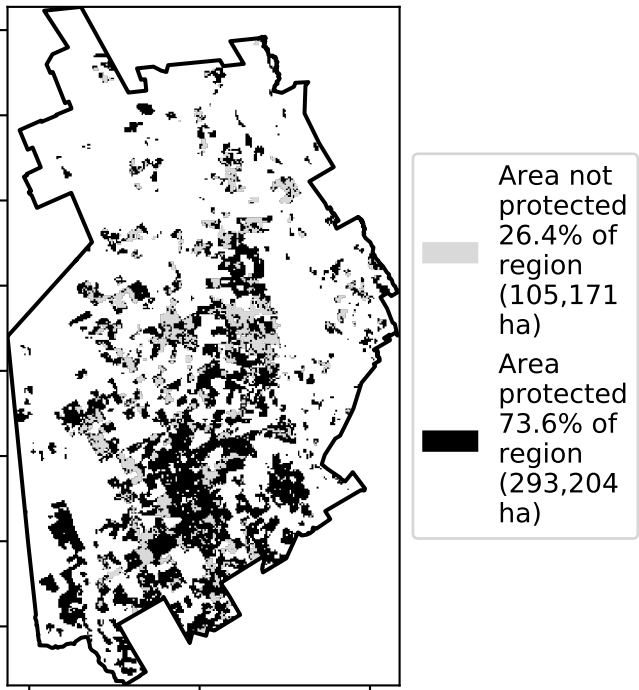 Area not
protected
26.4% of
region
(105,171
ha)
Area
protected
73.6% of
region
(293,204
ha)